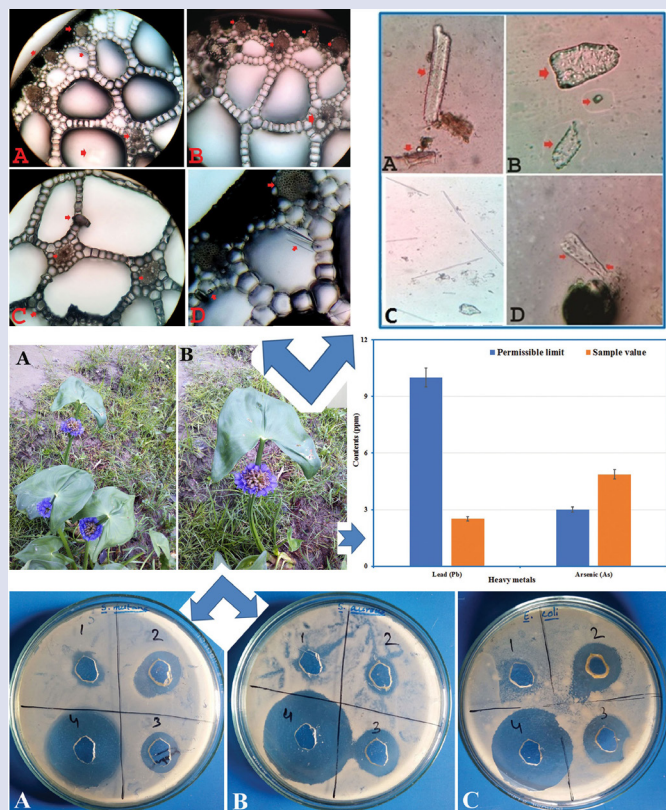 A
B
C
D
A
B
C
D
A
B
12
9
6
3
0
Contents (ppm)
Permissible limit
Sample value
Lead (Pb)
Arsenic (As)
Heavy metals
1
2
3
4
A
1
2
3
4
B
E. coli
1
2
3
4
C